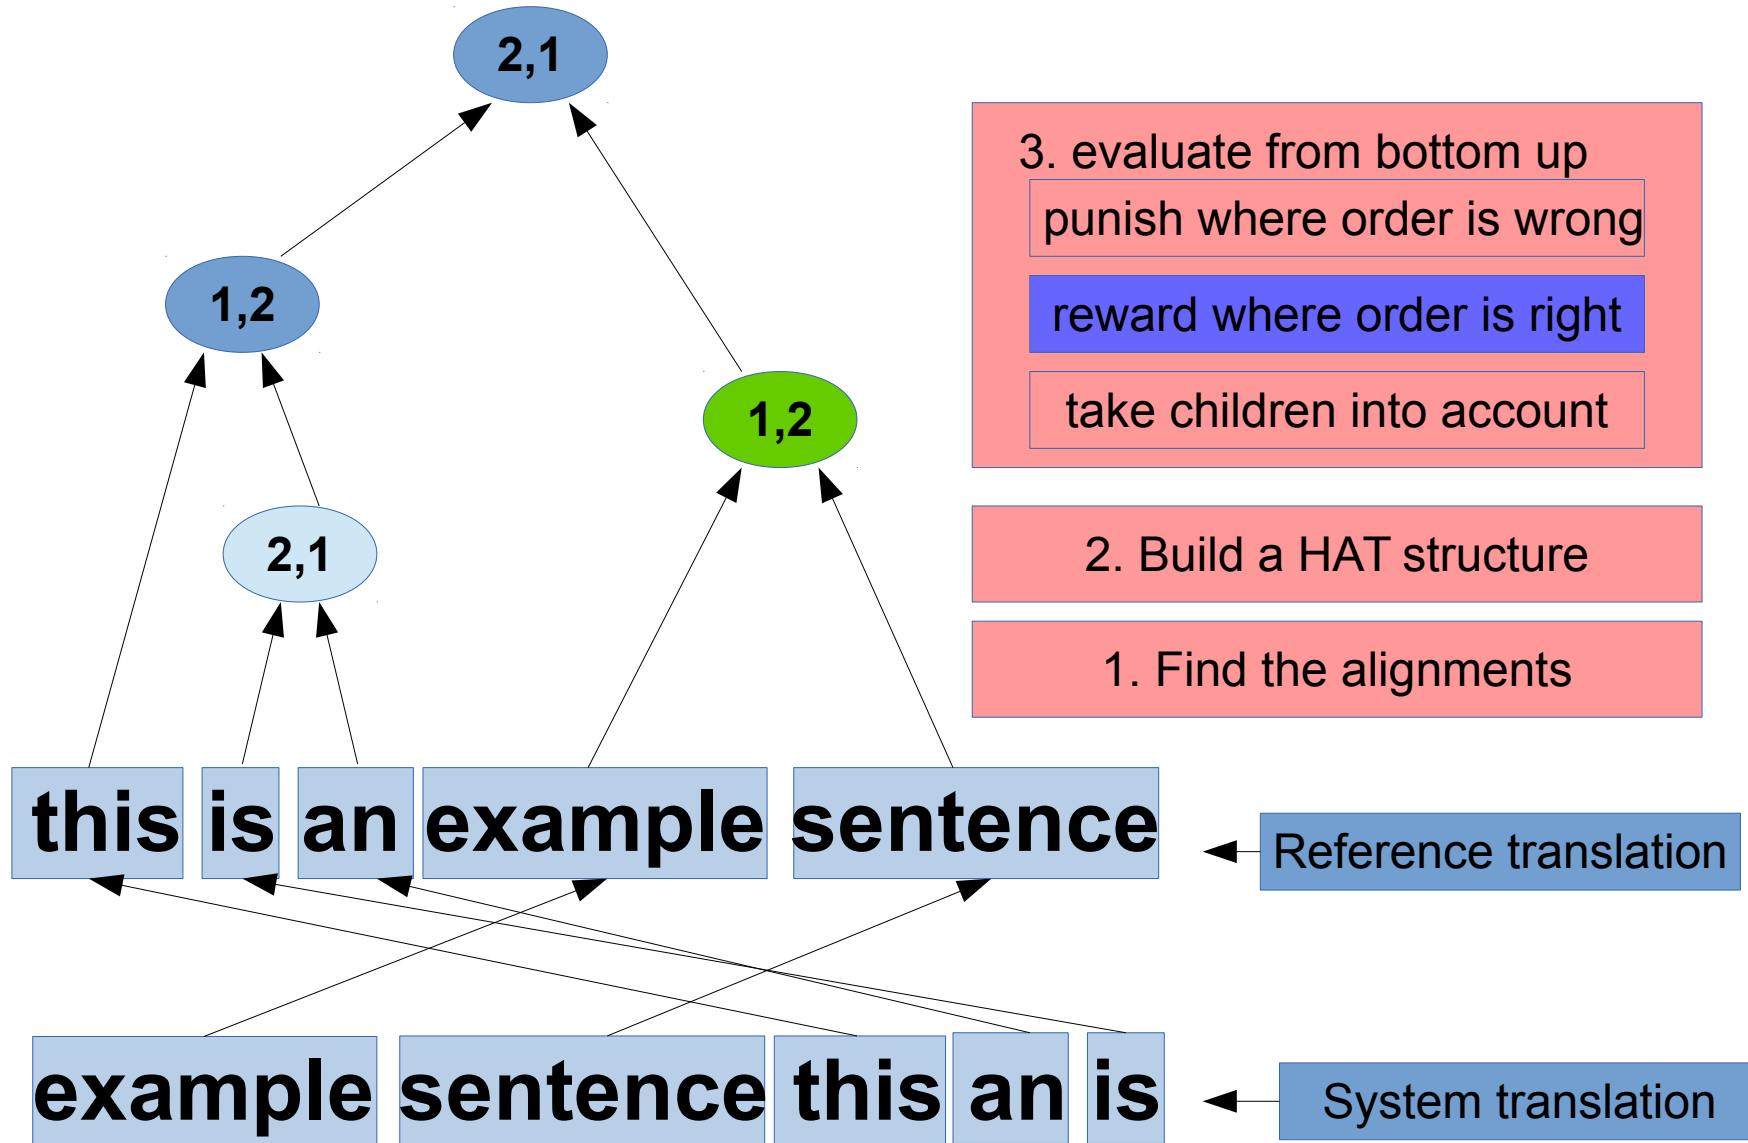 2,1
1,2
1,2
2,1
3. evaluate from bottom up
punish where order is wrong
reward where order is right
take children into account
2. Build a HAT structure
1. Find the alignments
this is an example sentence
Reference translation
example sentence this an is
System translation